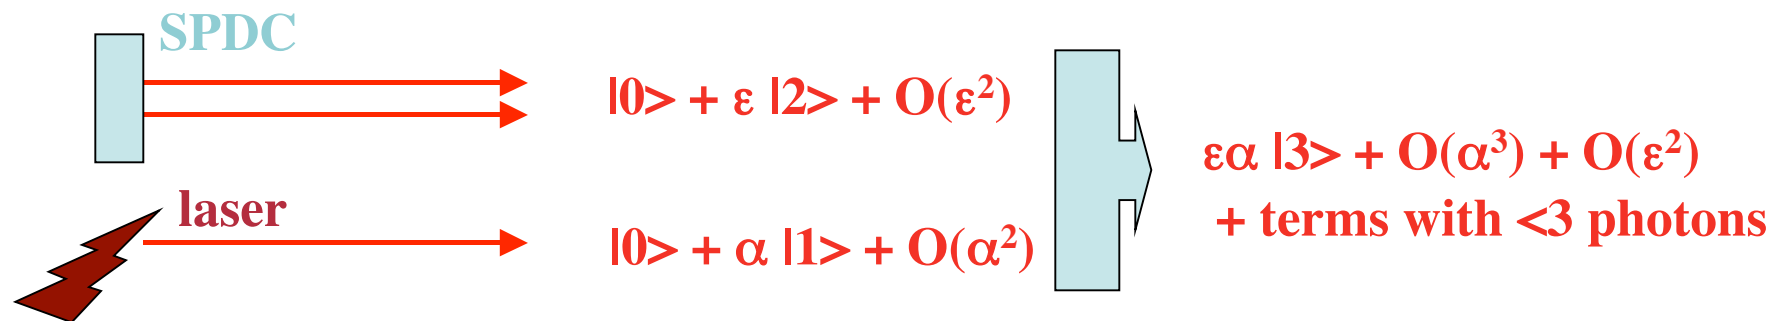 SPDC
|0> + ε |2> + O(ε²)
laser
|0> + α |1> + O(α²)
εα |3> + O(α³) + O(ε²)
+ terms with <3 photons